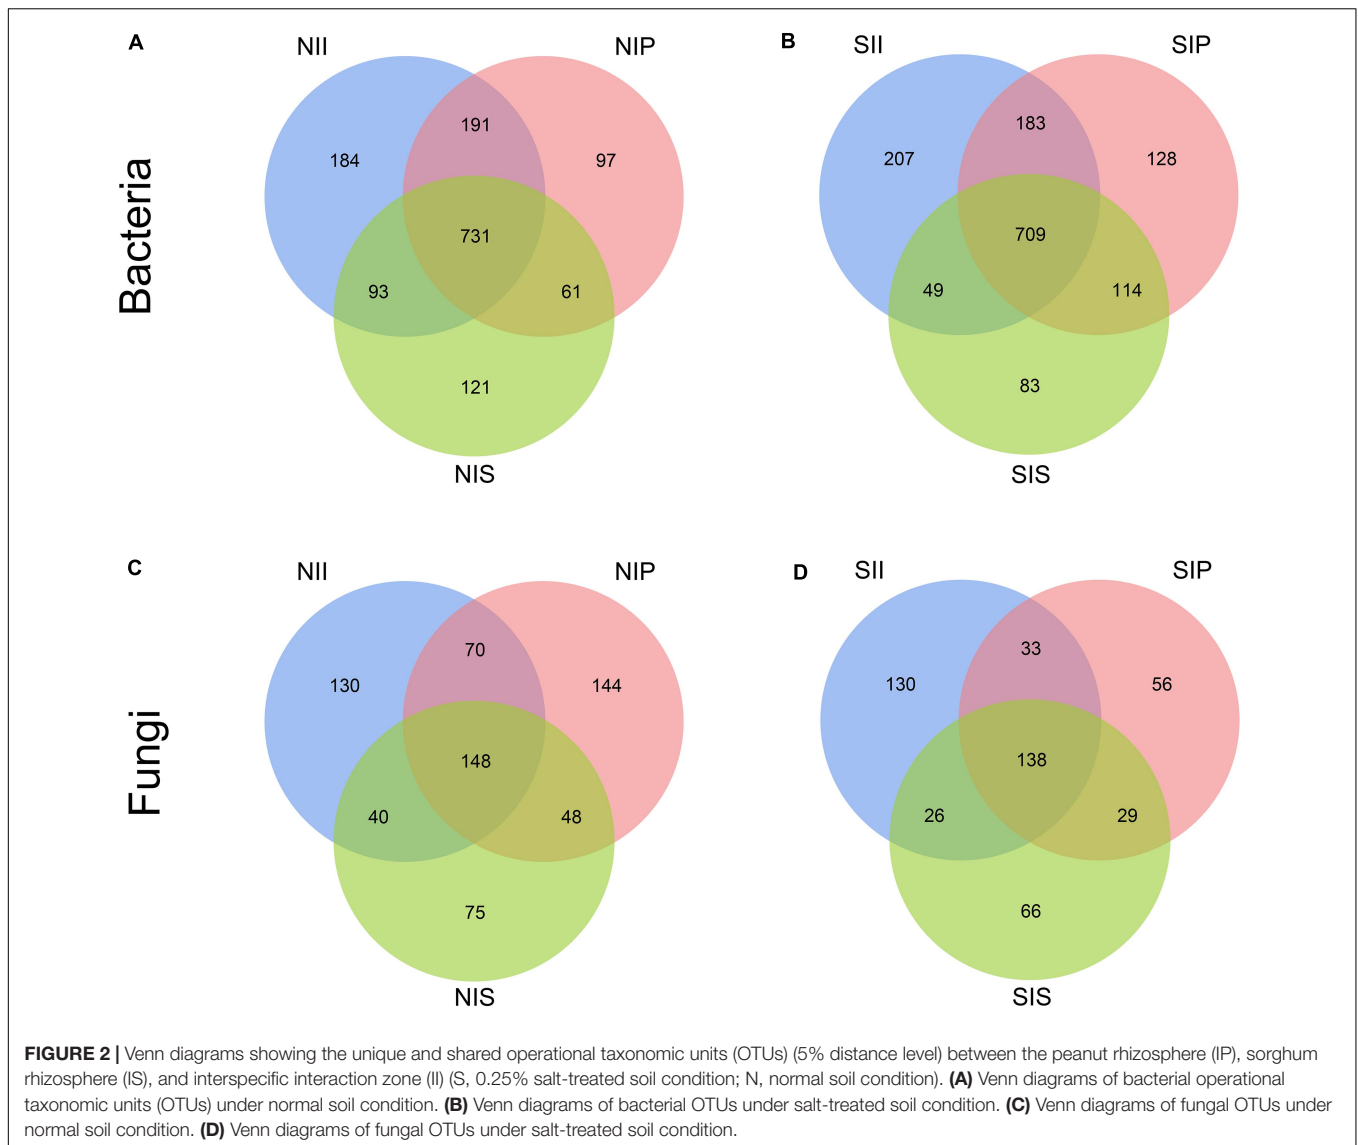 A
NII
NIP
191
184
97
731
93
61
121
NIS
B
SII
SIP
183
207
128
709
49
114
83
SIS
Bacteria
C
NII
NIP
70
130
144
148
40
48
75
NIS
D
SII
SIP
33
130
56
138
26
29
66
SIS
Fungi
FIGURE 2 | Venn diagrams showing the unique and shared operational taxonomic units (OTUs) (5% distance level) between the peanut rhizosphere (IP), sorghum
rhizosphere (IS), and interspecific interaction zone (II) (S, 0.25% salt-treated soil condition; N, normal soil condition). (A) Venn diagrams of bacterial operational
taxonomic units (OTUs) under normal soil condition. (B) Venn diagrams of bacterial OTUs under salt-treated soil condition. (C) Venn diagrams of fungal OTUs under
normal soil condition. (D) Venn diagrams of fungal OTUs under salt-treated soil condition.